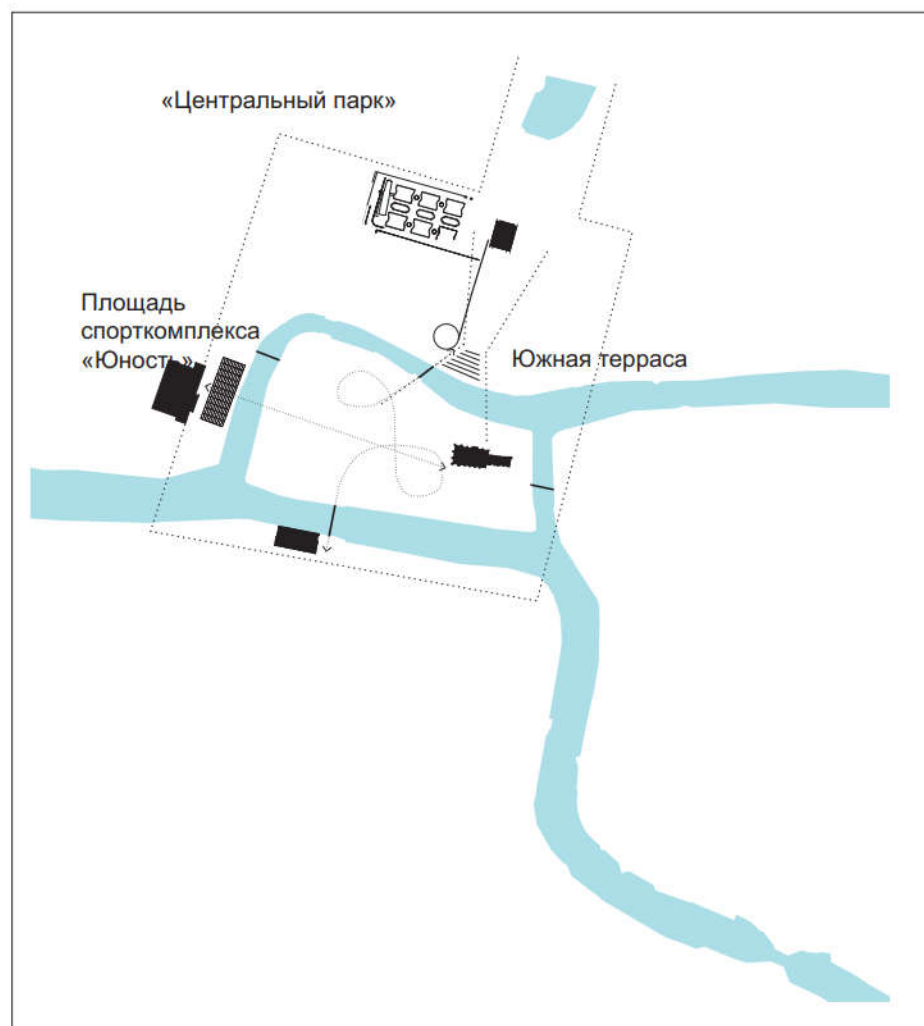 «Центральный парк»
Площадь
спорткомплекса
«Юность»
Южная терраса